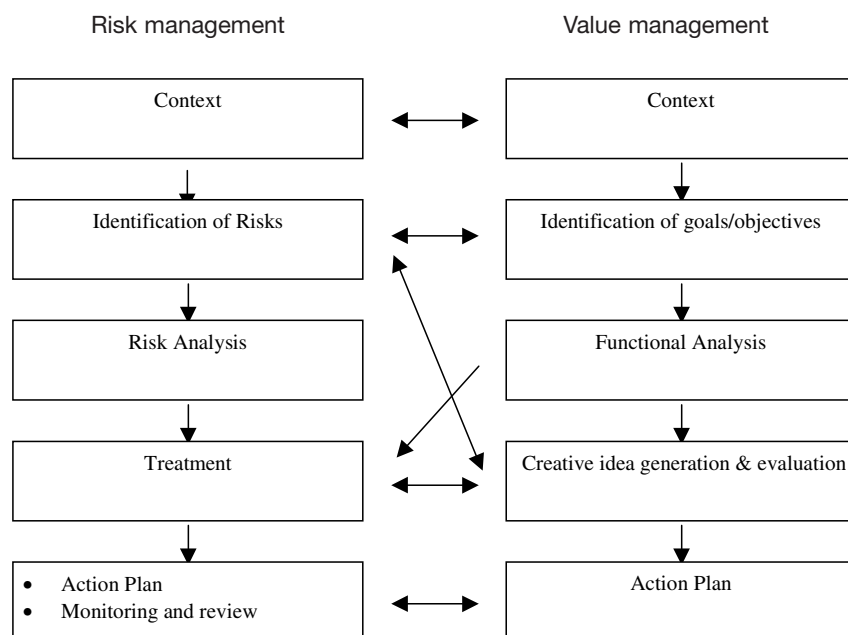 Risk management
Value management
Context
Context
Identification of Risks
Identification of goals/objectives
Risk Analysis
Functional Analysis
Treatment
Creative idea generation & evaluation
• Action Plan
• Monitoring and review
Action Plan